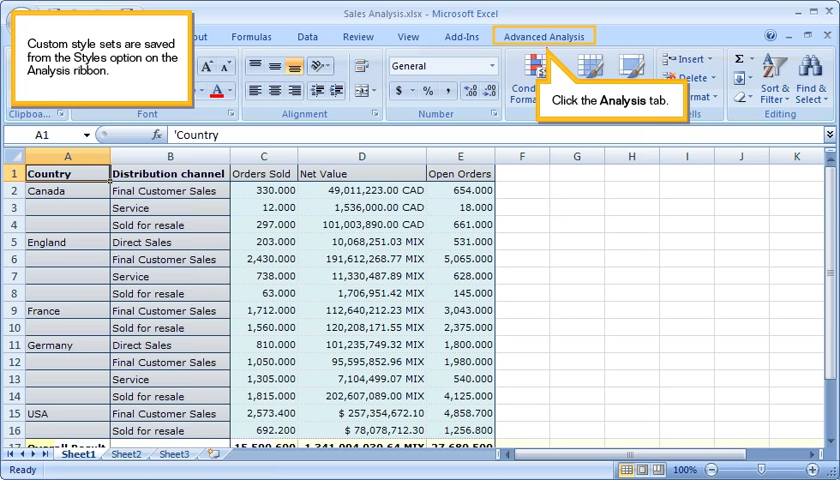 Sales Analysis.xlsx - Microsoft Excel
Formulas Data Review View Add-Ins Advanced Analysis
Custom style sets are saved
from the Styles option on the
Analysis ribbon.
Click the Analysis tab.
General
Insert
Delete
Sort & Filter
Find & Select
Clipboa... Font Alignment Number Editing
A1 fx 'Country
A B C D E F G H I J K
1 Country Distribution channel Orders Sold Net Value Open Orders
2 Canada Final Customer Sales 330.000 49,011,223.00 CAD 654.000
3 Service 12.000 1,536,000.00 CAD 18.000
4 Sold for resale 297.000 101,003,890.00 CAD 661.000
5 England Direct Sales 203.000 10,068,251.03 MIX 531.000
6 Final Customer Sales 2,430.000 191,612,268.77 MIX 5,065.000
7 Service 738.000 11,330,487.89 MIX 628.000
8 Sold for resale 63.000 1,706,951.42 MIX 145.000
9 France Final Customer Sales 1,712.000 112,640,212.23 MIX 3,043.000
10 Sold for resale 1,560.000 120,208,171.55 MIX 2,375.000
11 Germany Direct Sales 810.000 101,235,749.32 MIX 1,800.000
12 Final Customer Sales 1,050.000 95,595,852.96 MIX 1,980.000
13 Service 1,305.000 7,104,499.07 MIX 540.000
14 Sold for resale 1,815.000 202,607,089.00 MIX 4,125.000
15 USA Final Customer Sales 2,573.400 $ 257,354,672.10 4,858.700
16 Sold for resale 692.200 $ 78,078,712.30 1,256.800
17 Overall Result
Sheet1 Sheet2 Sheet3
Ready 100%